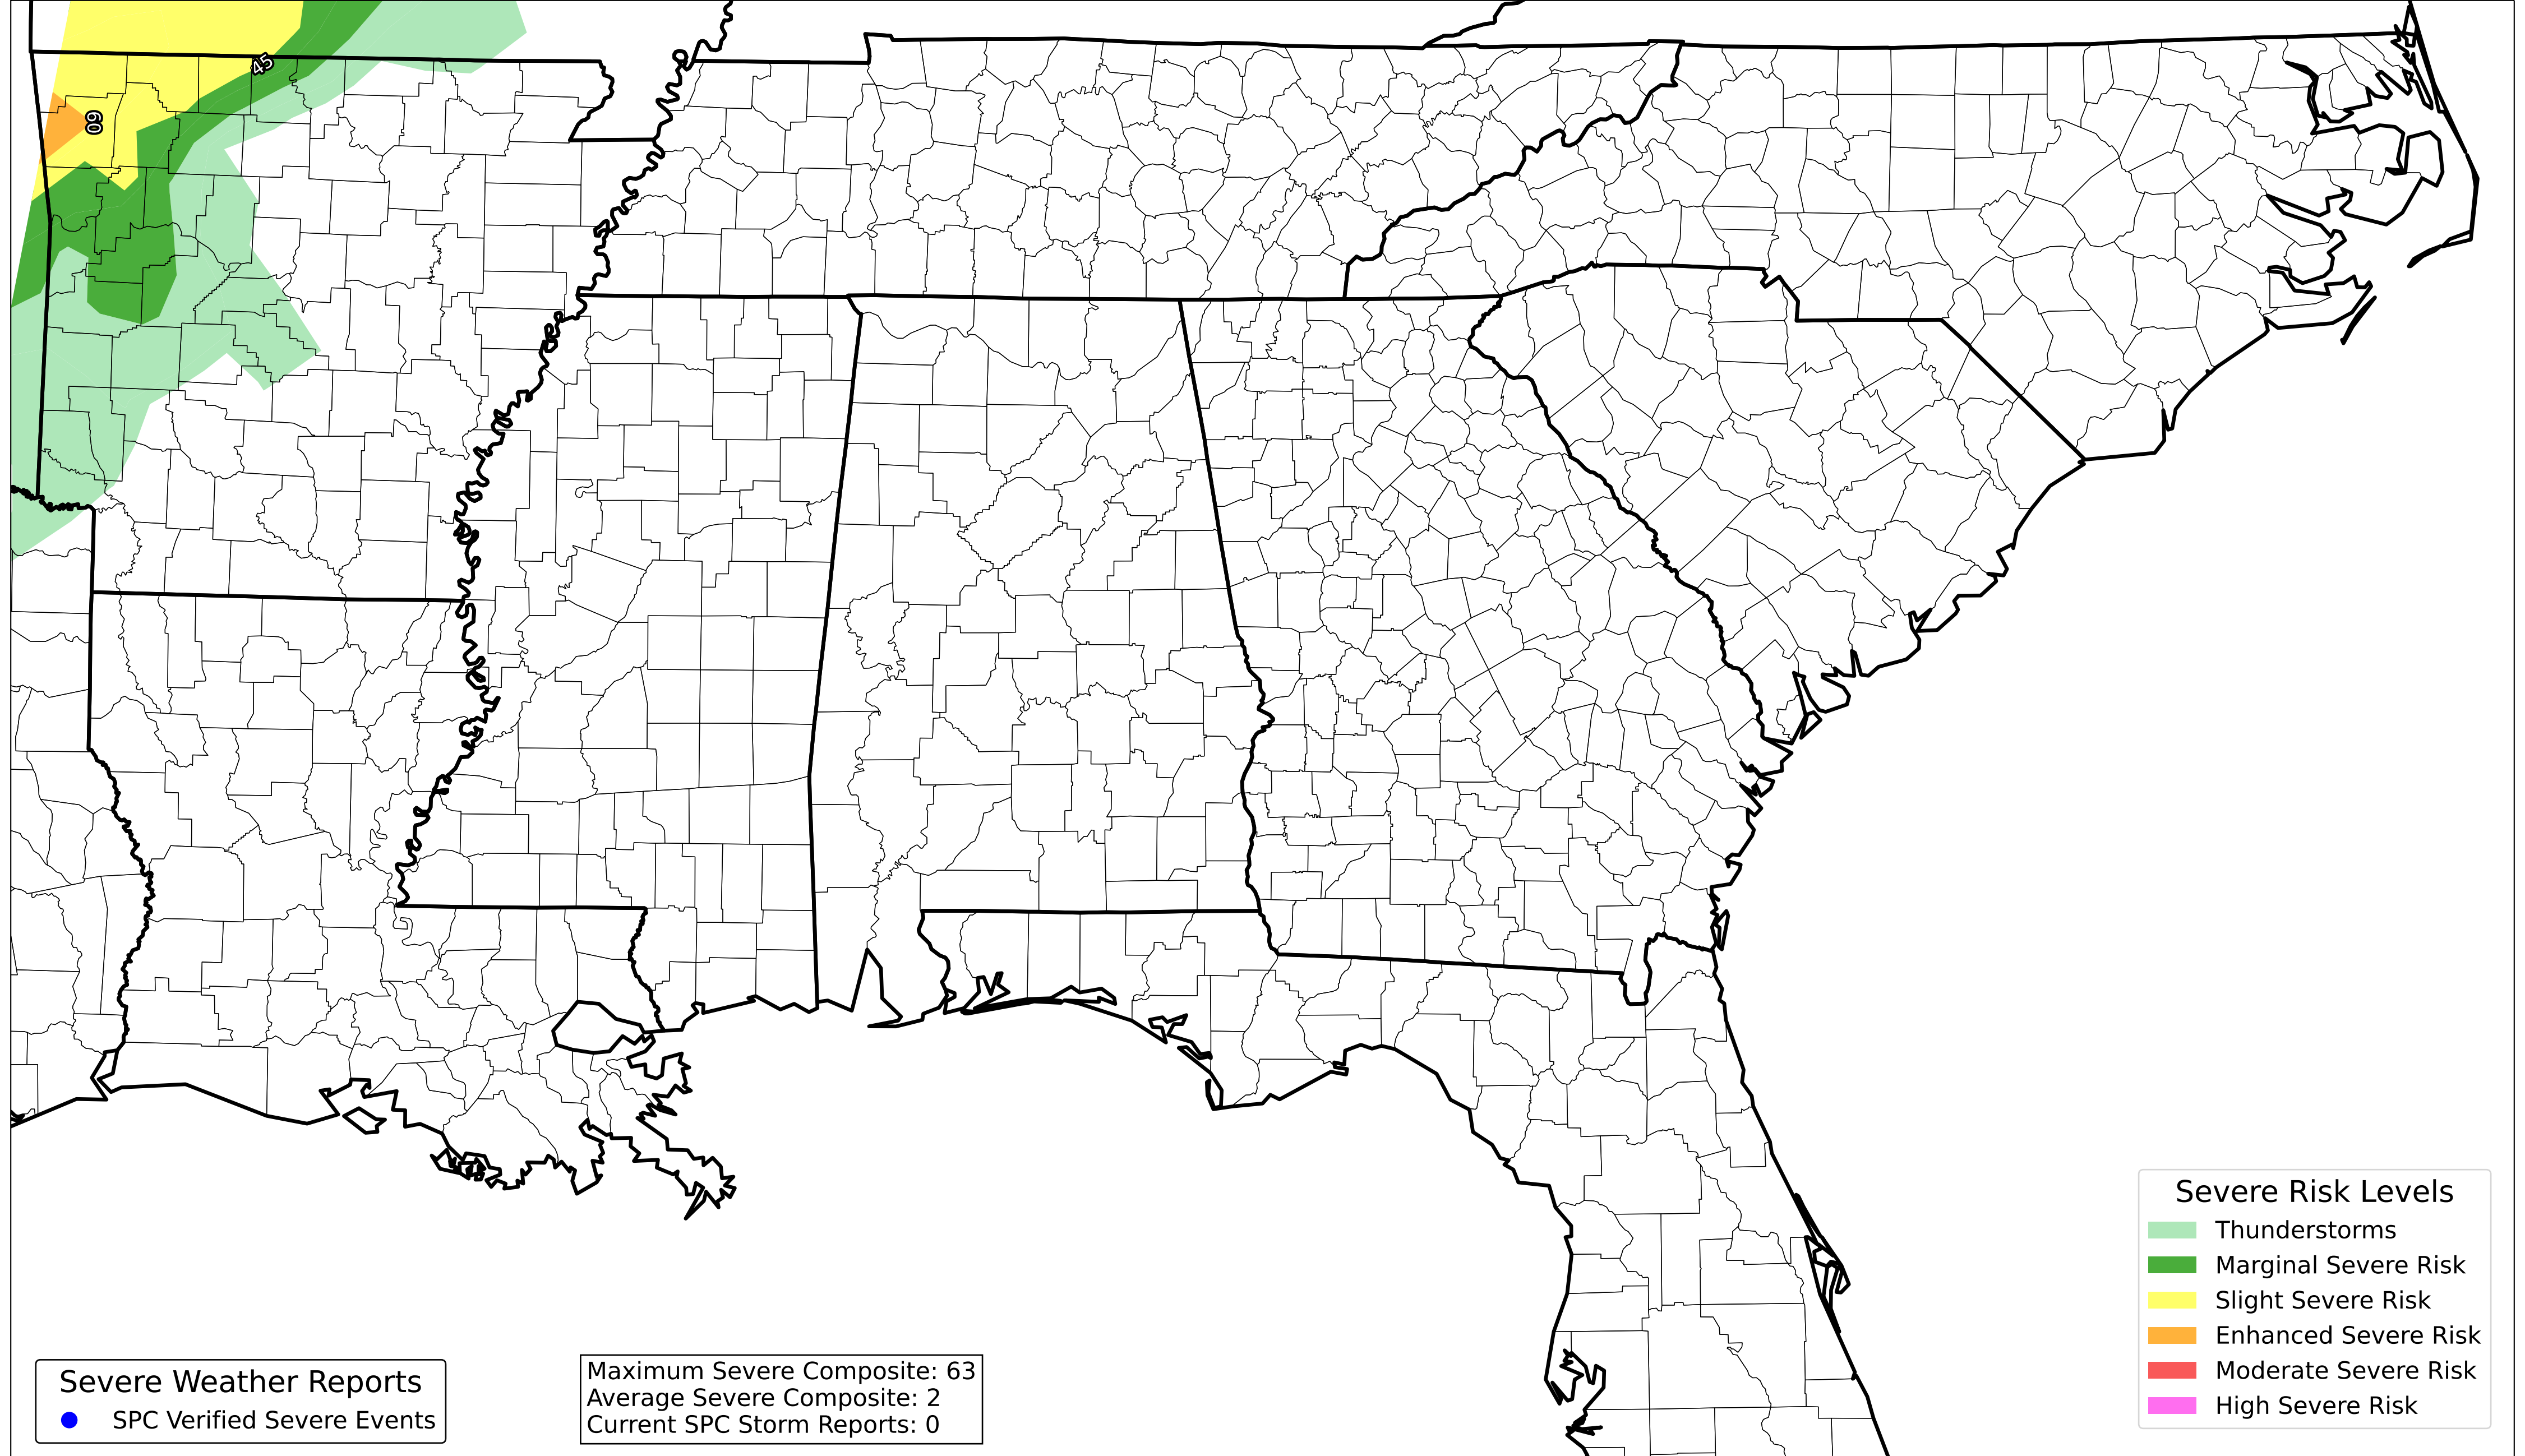 45
60
Severe Risk Levels
Thunderstorms
Marginal Severe Risk
Slight Severe Risk
Enhanced Severe Risk
Moderate Severe Risk
High Severe Risk
Severe Weather Reports
SPC Verified Severe Events
Maximum Severe Composite: 63
Average Severe Composite: 2
Current SPC Storm Reports: 0